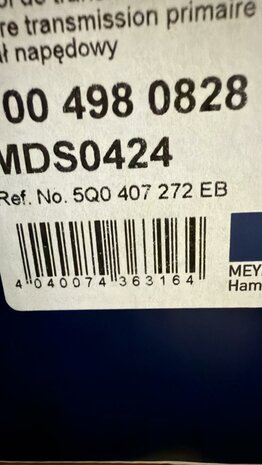 re transmission primaire
ł napędowy
00 498 0828
MDS0424
Ref. No. 5Q0 407 272 EB
4 040074 363164
MEY
Ham